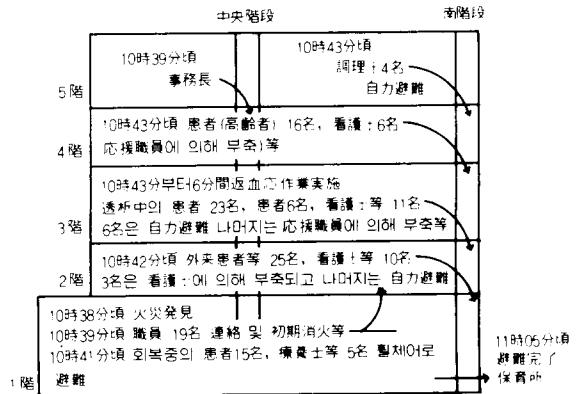 中央階段
南階段
10時39分頃
事務長
10時43分頃
調理士4名
自力避難
5階
10時43分頃 患者(高齢者) 16名, 看護士6名
応援職員에 의해 부축)等
4階
10時43分부터6分間返血応作業実施
透析中의 患者 23名, 患者6名, 看護士等 11名
6名은 自力避難 나머지는 応援職員에 의해 부축等
3階
10時42分頃 外来患者等 25名, 看護士等 10名
3名은 看護士에 의해 부축되고 나머지는 自力避難
2階
10時38分頃 火災発見
10時39分頃 職員 19名 連絡 및 初期消火等
10時41分頃 회복중의 患者15名, 療養士等 5名 휠체어로
避難
1階
11時05分頃
避難完了
保育所